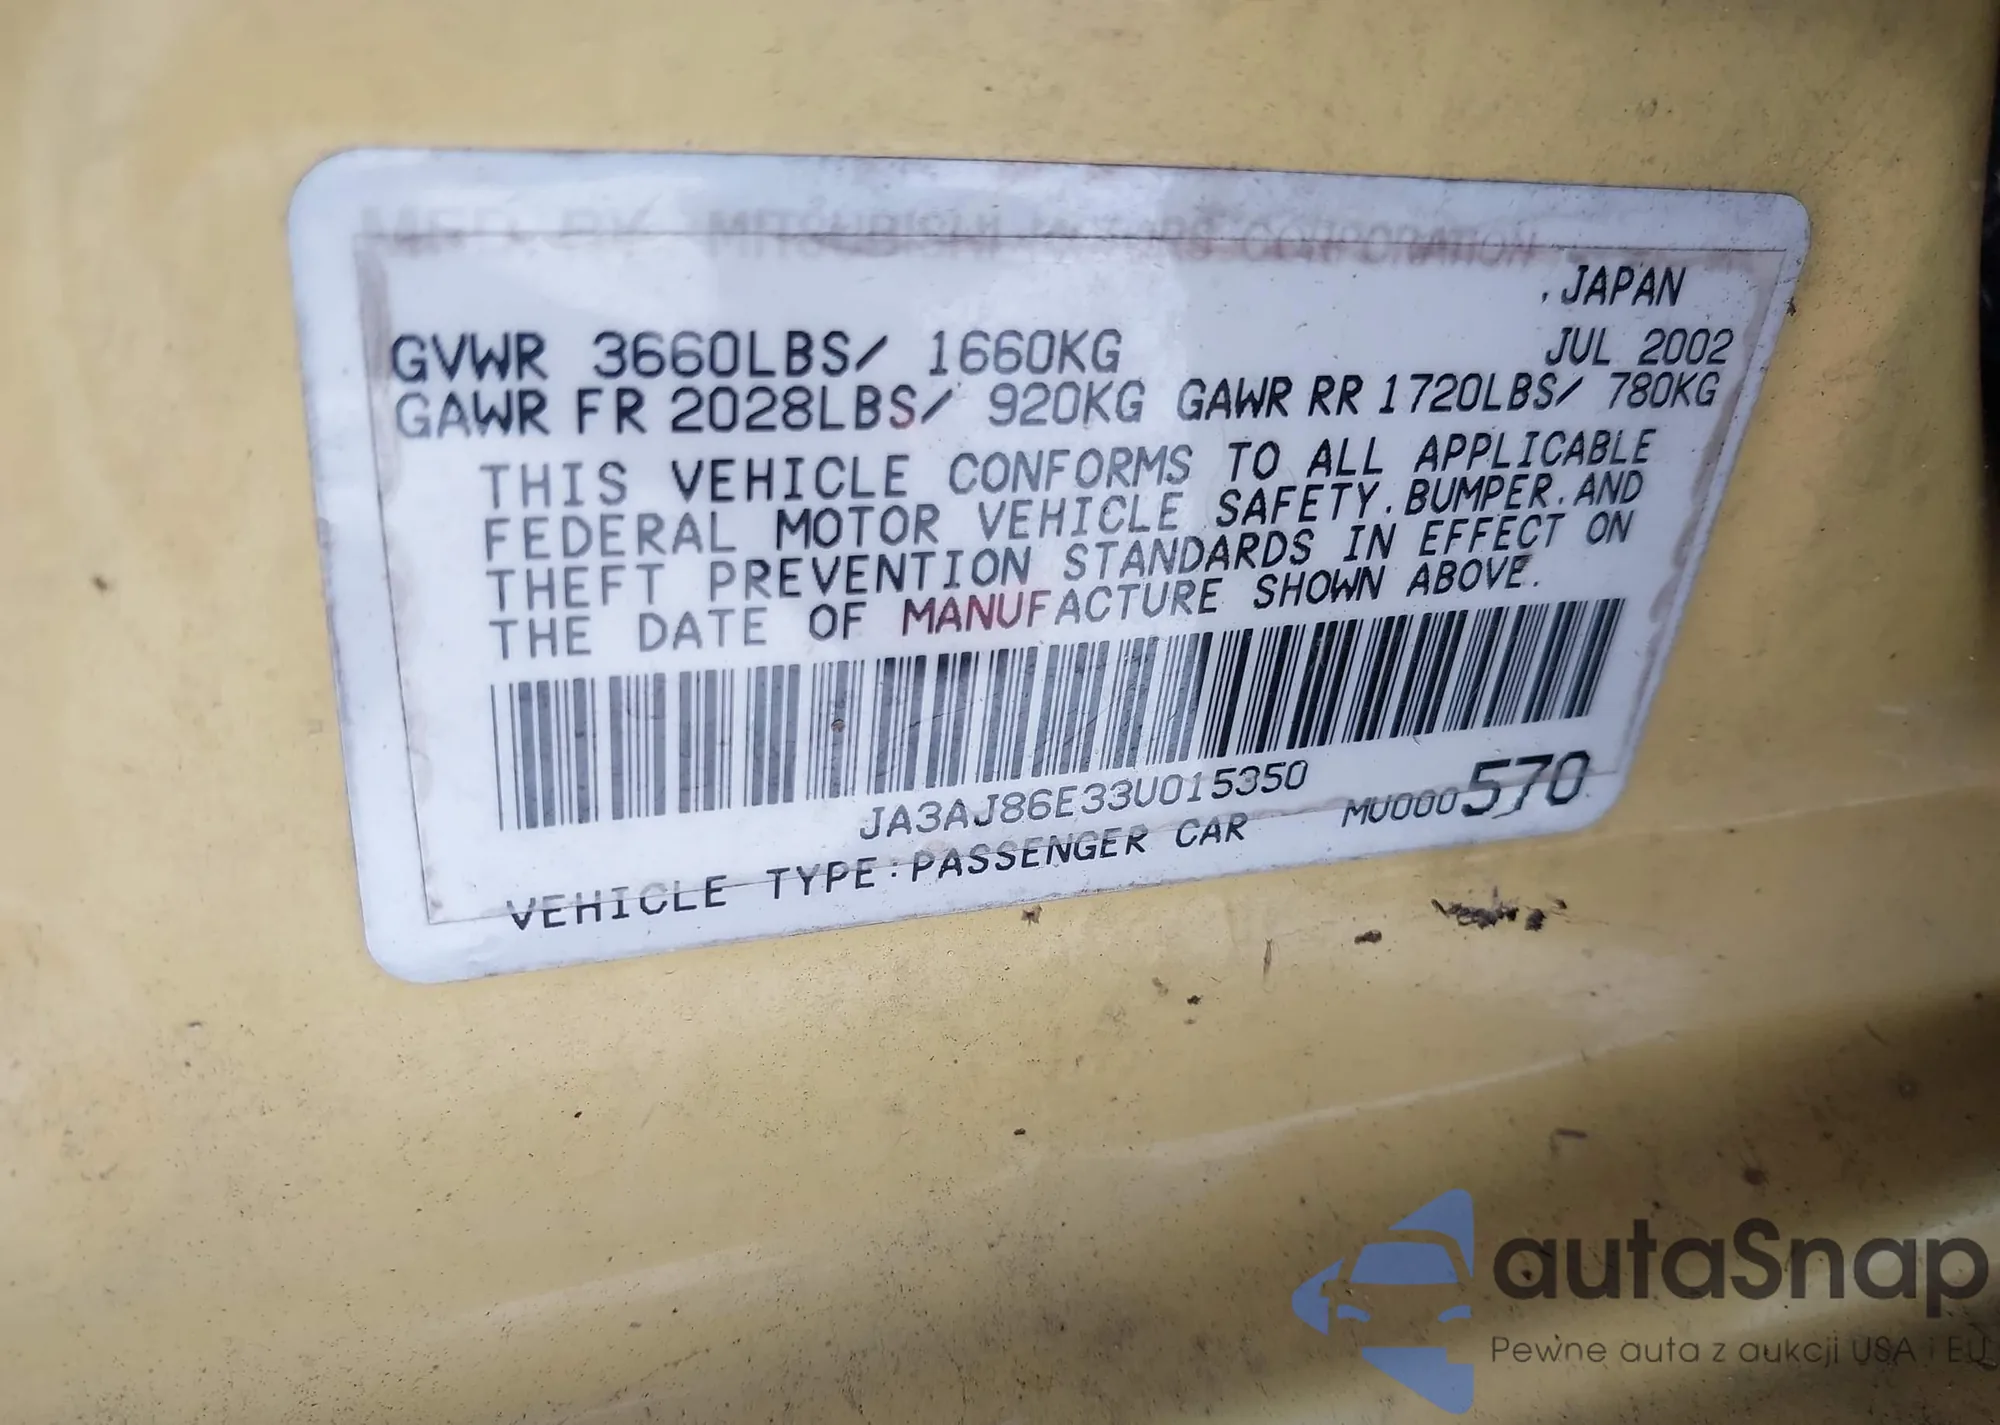 MFD. BY MITSUBISHI MOTORS CORPORATION
, JAPAN
GVWR 3660LBS/ 1660KG JUL 2002
GAWR FR 2028LBS/ 920KG GAWR RR 1720LBS/ 780KG
THIS VEHICLE CONFORMS TO ALL APPLICABLE
FEDERAL MOTOR VEHICLE SAFETY. BUMPER. AND
THEFT PREVENTION STANDARDS IN EFFECT ON
THE DATE OF MANUFACTURE SHOWN ABOVE.
JA3AJ86E33U015350
VEHICLE TYPE:PASSENGER CAR MU000570
autaSnap
Pewne auta z aukcji USA i EU